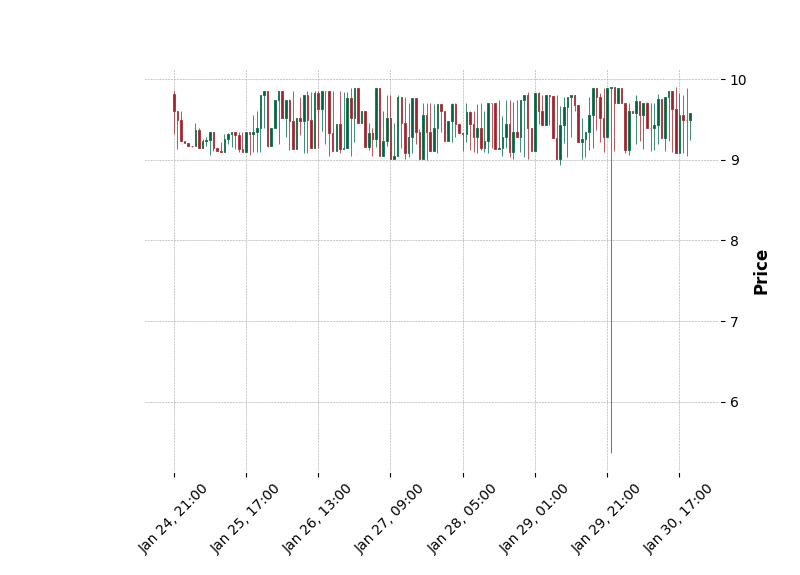 10
9
8
7
6
Price
Jan 24, 21:00
Jan 25, 17:00
Jan 26, 13:00
Jan 27, 09:00
Jan 28, 05:00
Jan 29, 01:00
Jan 29, 21:00
Jan 30, 17:00